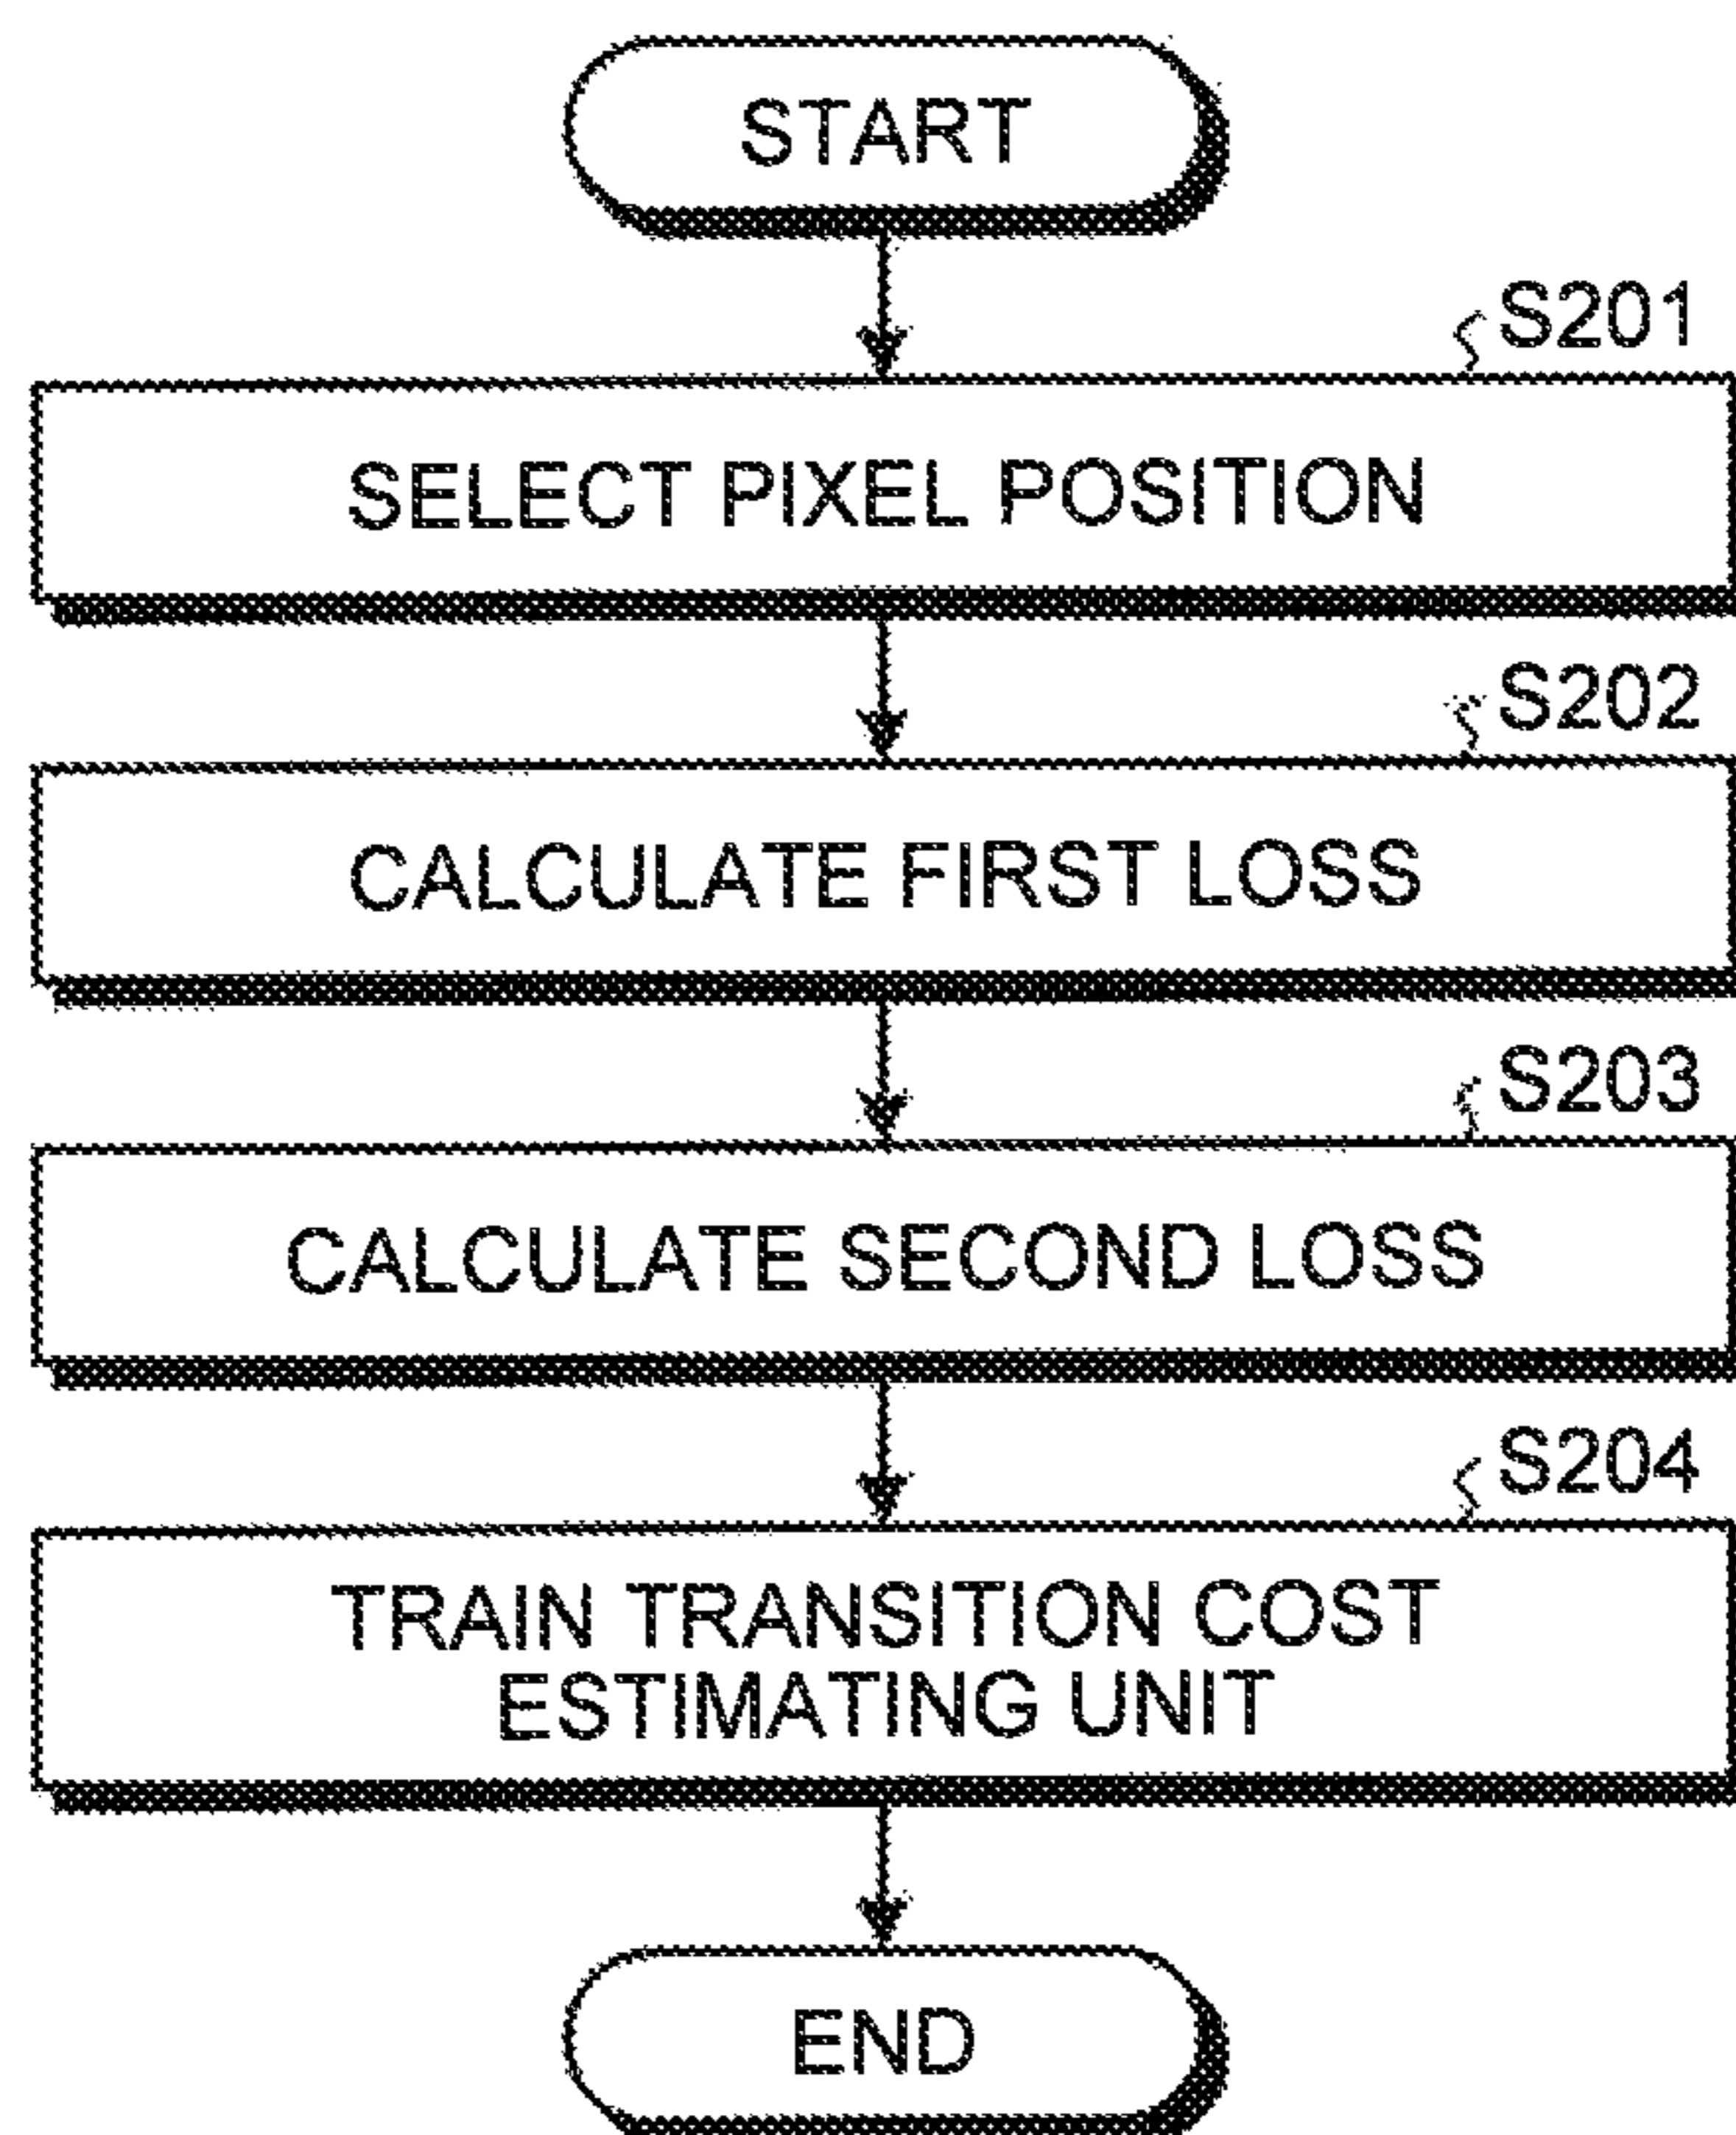 START
S201
SELECT PIXEL POSITION
S202
CALCULATE FIRST LOSS
S203
CALCULATE SECOND LOSS
S204
TRAIN TRANSITION COST
ESTIMATING UNIT
END